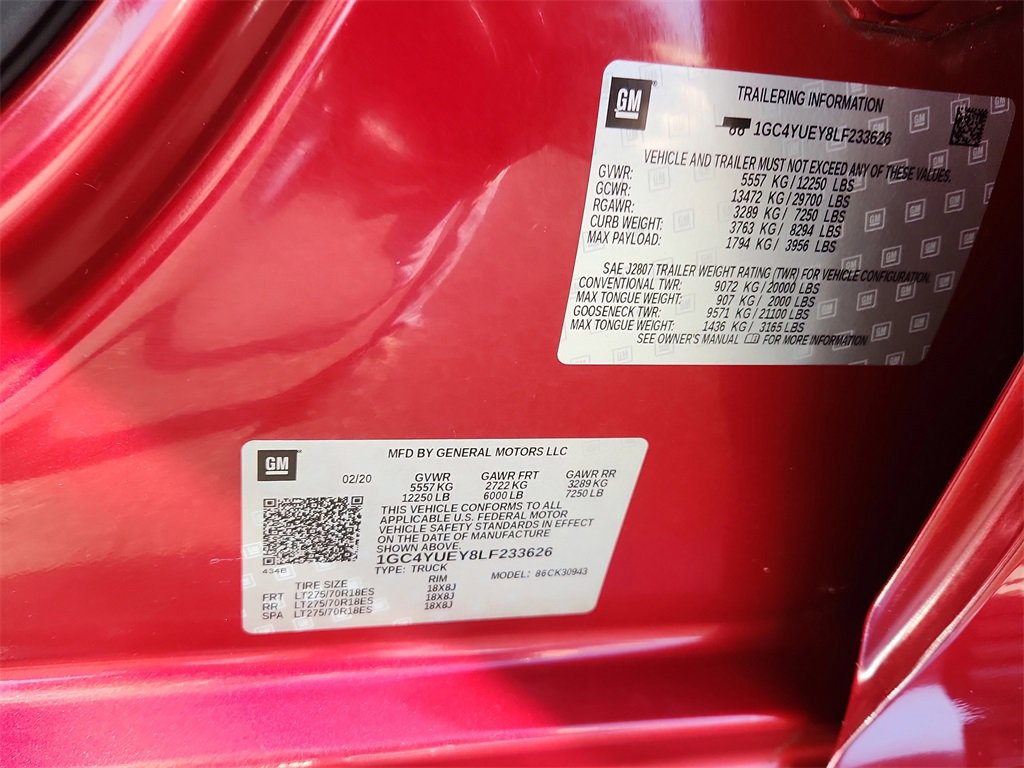 GM
TRAILERING INFORMATION
1GC4YUEY8LF233626
VEHICLE AND TRAILER MUST NOT EXCEED ANY OF THESE VALUES.
GVWR: 5557 KG / 12250 LBS
GCWR: 13472 KG / 29700 LBS
RGAWR: 3289 KG / 7250 LBS
CURB WEIGHT: 3763 KG / 8294 LBS
MAX PAYLOAD: 1794 KG / 3956 LBS
SAE J2807 TRAILER WEIGHT RATING (TWR) FOR VEHICLE CONFIGURATION.
CONVENTIONAL TWR: 9072 KG / 20000 LBS
MAX TONGUE WEIGHT: 907 KG / 2000 LBS
GOOSENECK TWR: 9571 KG / 21100 LBS
MAX TONGUE WEIGHT: 1436 KG / 3165 LBS
SEE OWNER'S MANUAL FOR MORE INFORMATION
GM
MFD BY GENERAL MOTORS LLC
02/20 GVWR GAWR FRT GAWR RR
5557 KG 2722 KG 3289 KG
12250 LB 6000 LB 7250 LB
THIS VEHICLE CONFORMS TO ALL
APPLICABLE U.S. FEDERAL MOTOR
VEHICLE SAFETY STANDARDS IN EFFECT
ON THE DATE OF MANUFACTURE
SHOWN ABOVE.
1GC4YUEY8LF233626
TYPE: TRUCK MODEL: 86CK30943
TIRE SIZE RIM
FRT LT275/70R18ES 18X8J
RR LT275/70R18ES 18X8J
SPA LT275/70R18ES 18X8J